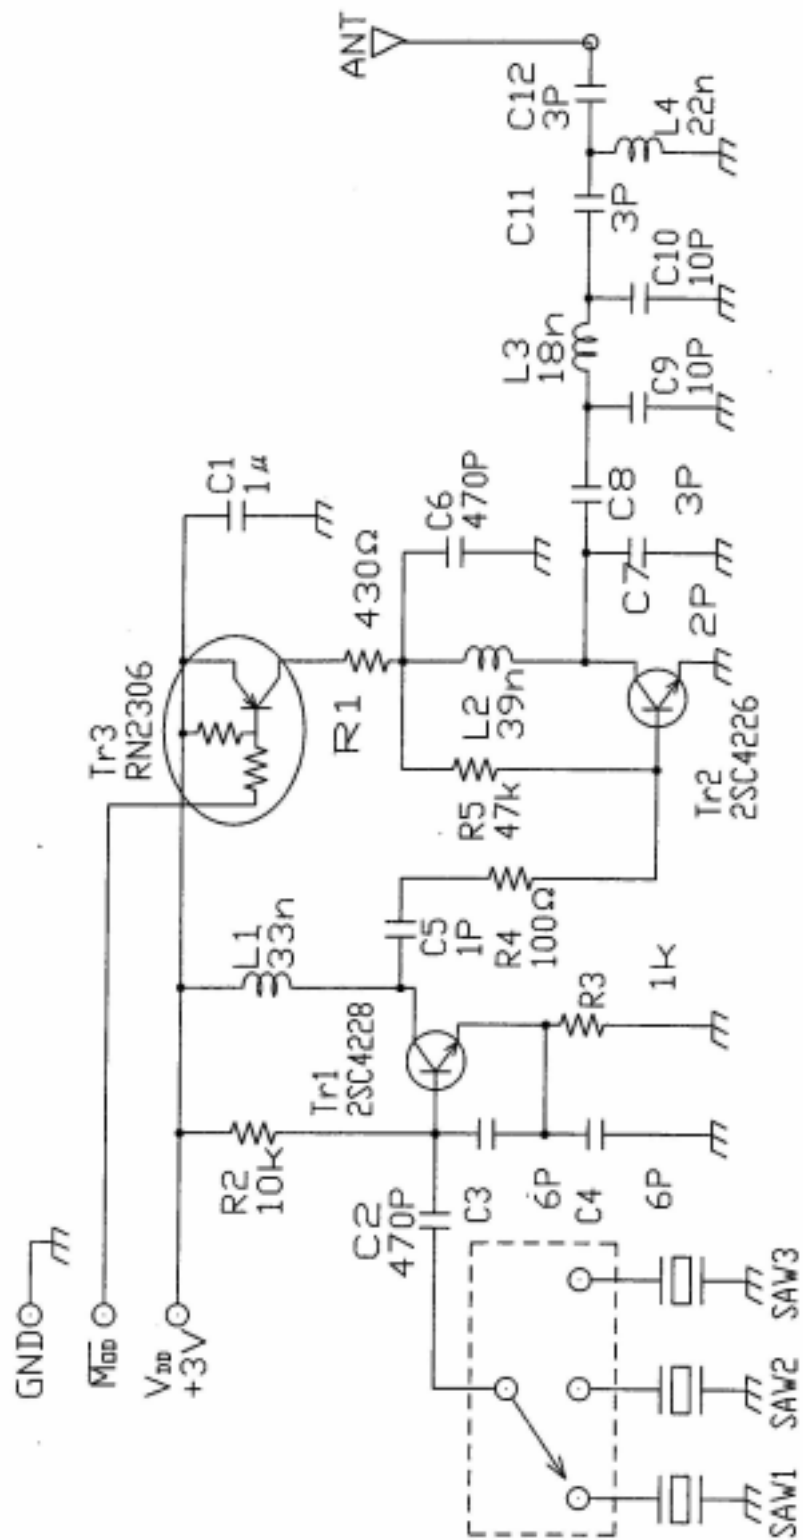 GND
M̅O̅D̅
VDD
+3V
R2
10k
C2
470P
C3
6P
C4
6P
SAW1
SAW2
SAW3
Tr1
2SC4228
L1
33n
C5
1P
R4
100Ω
R3
1k
Tr3
RN2306
R1
430Ω
R5
47k
L2
39n
Tr2
2SC4226
C1
1μ
C6
470P
C7
2P
C8
3P
L3
18n
C9
10P
C10
10P
C11
3P
C12
3P
L4
22n
ANT